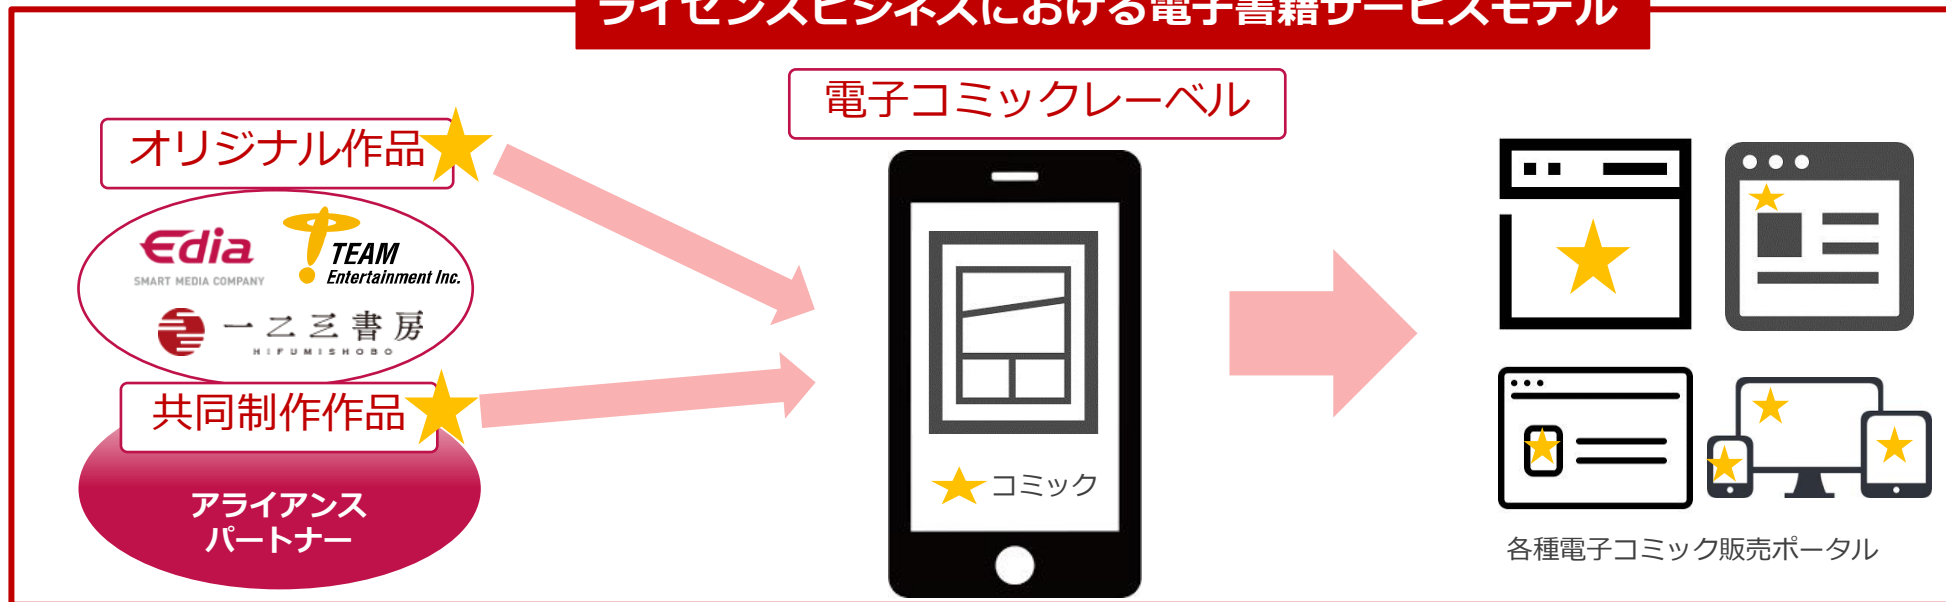 ライセンスビジネスにおける電子書籍サービスモデル
電子コミックレーベル
オリジナル作品
Edia
SMART MEDIA COMPANY
TEAM
Entertainment Inc.
一二三書房
HIFUMISHOBO
共同制作作品
アライアンス
パートナー
コミック
各種電子コミック販売ポータル